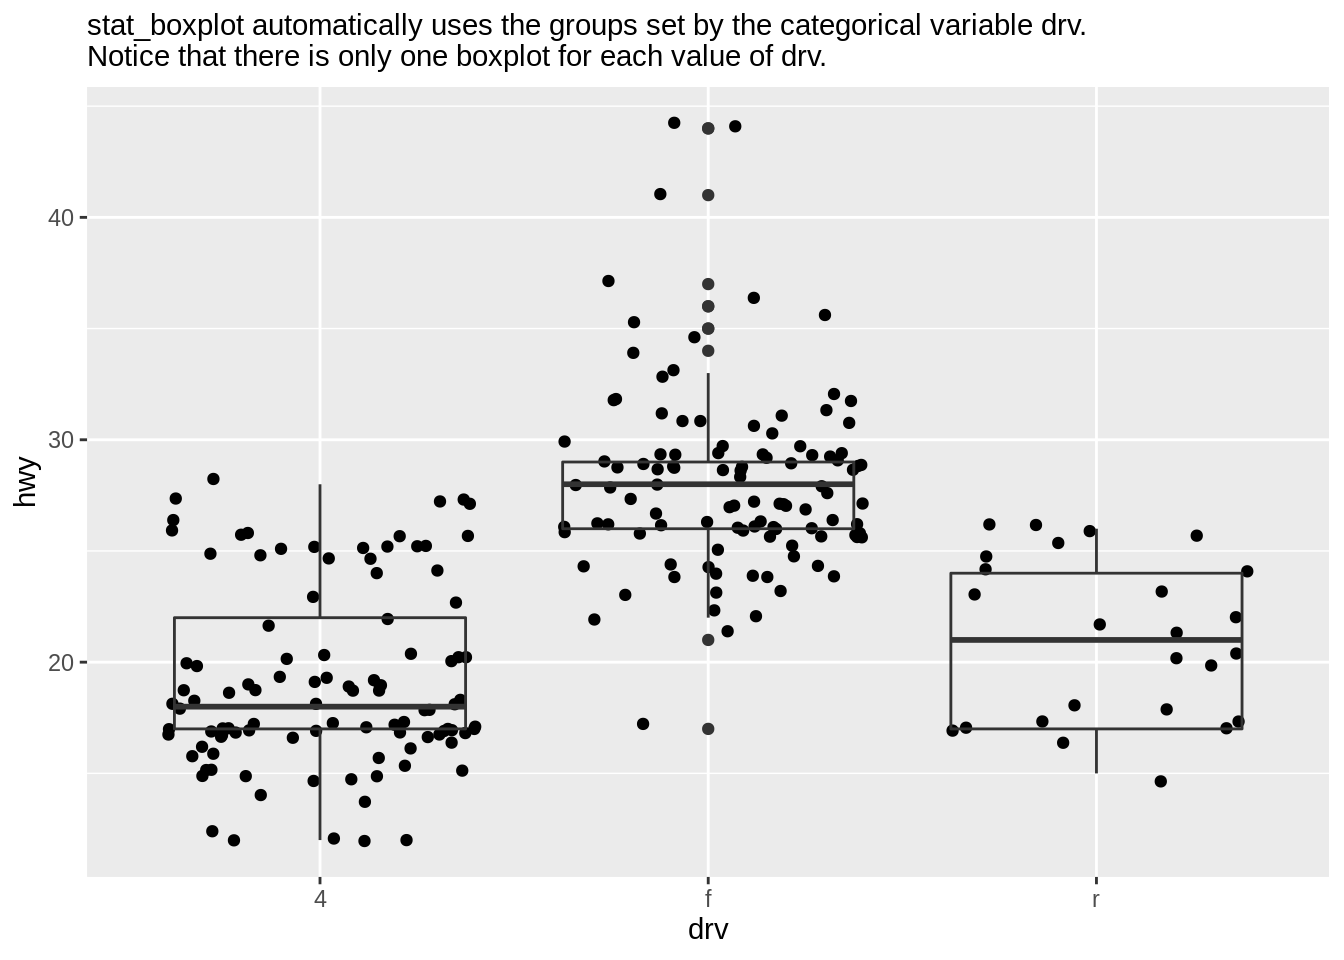 stat_boxplot automatically uses the groups set by the categorical variable drv.
Notice that there is only one boxplot for each value of drv.
40
30
20
hwy
4
f
r
drv